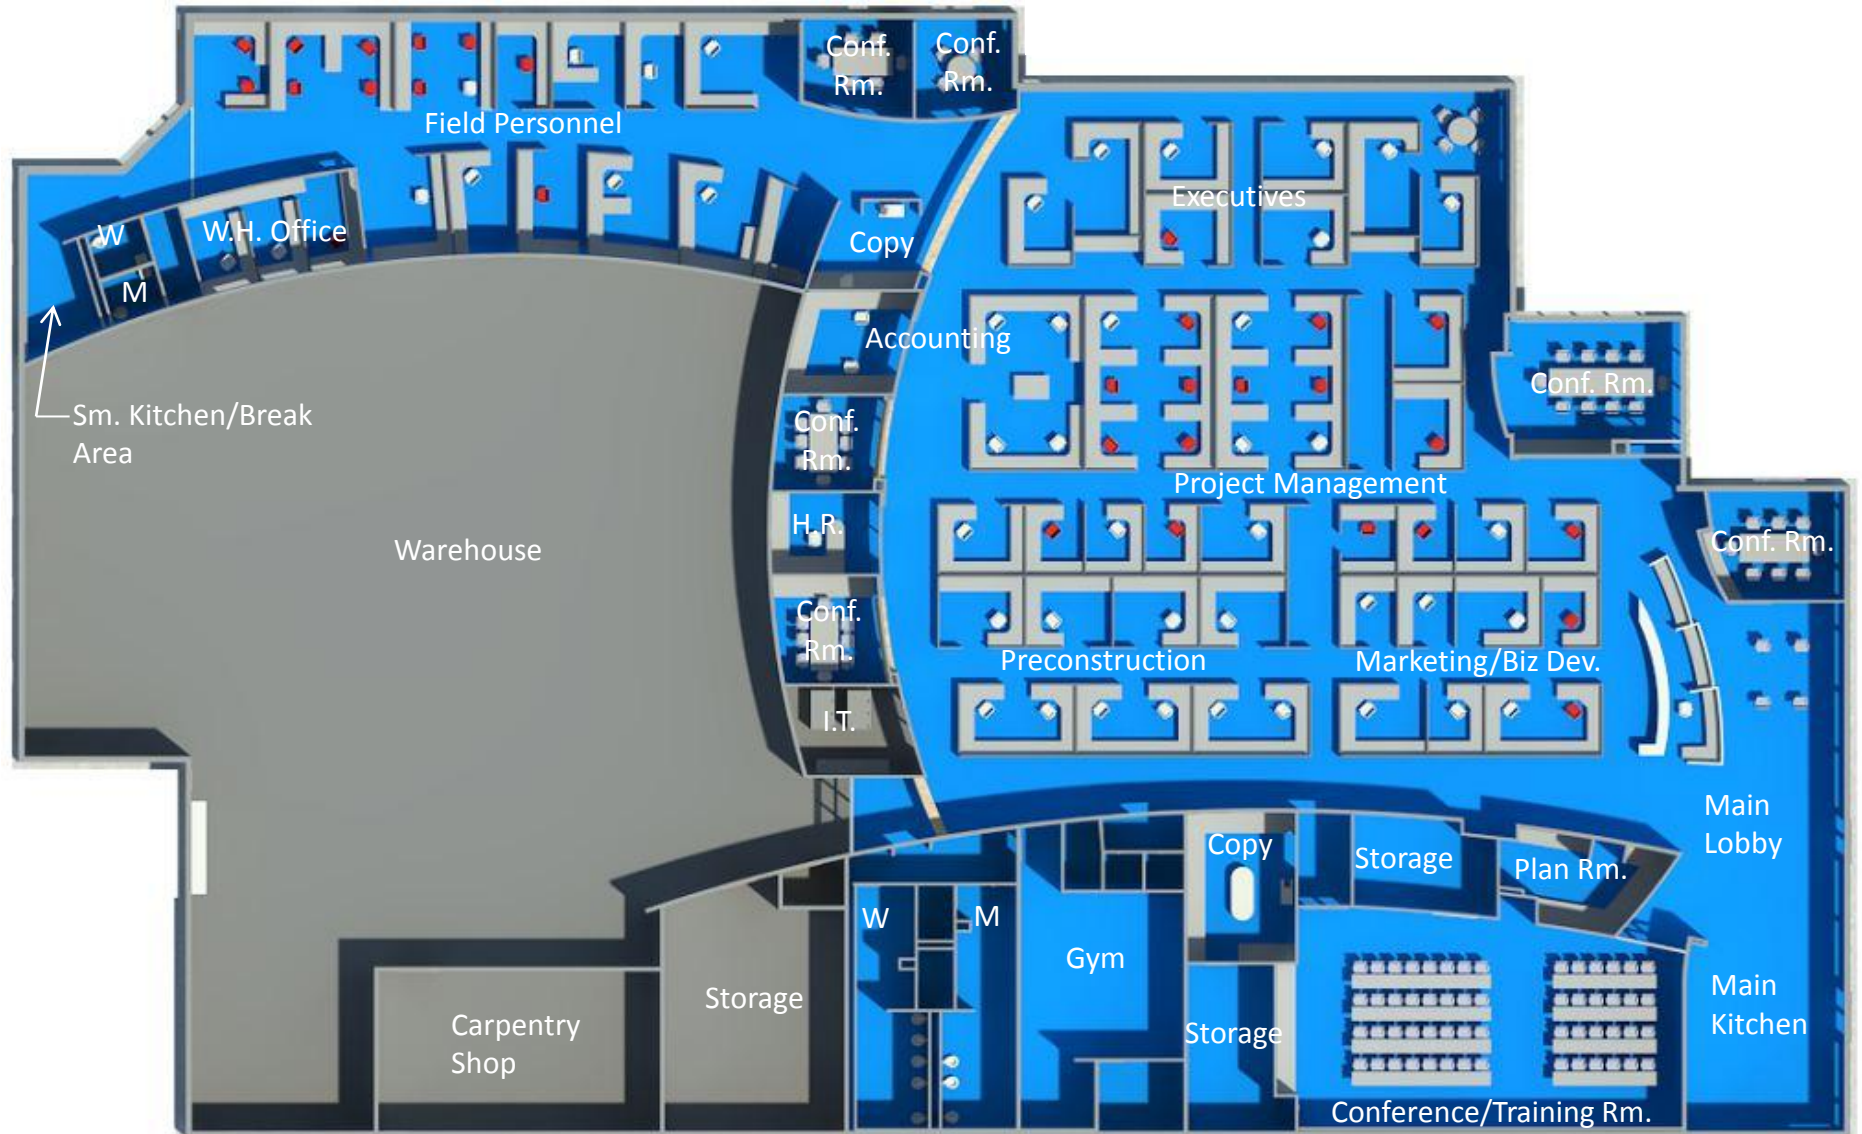 Conf.
Rm.
Conf.
Rm.
Field Personnel
Executives
W
W.H. Office
Copy
M
Accounting
Conf. Rm.
Sm. Kitchen/Break
Area
Conf.
Rm.
Project Management
H.R.
Warehouse
Conf. Rm.
Conf.
Rm.
Preconstruction
Marketing/Biz Dev.
I.T.
Main
Lobby
Copy
Storage
Plan Rm.
W
M
Gym
Storage
Main
Kitchen
Carpentry
Shop
Storage
Conference/Training Rm.